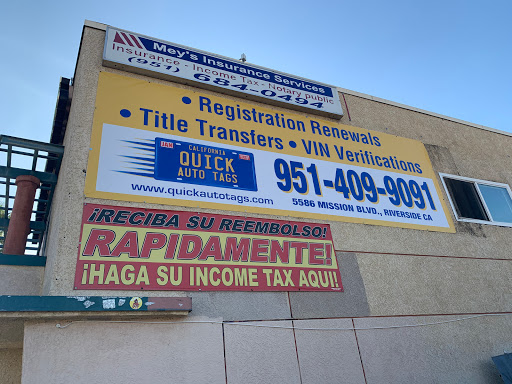 Mey's Insurance Services
Insurance - Income Tax - Notary public
(951) 684-0494
• Registration Renewals
• Title Transfers • VIN Verifications
CALIFORNIA
QUICK
AUTO TAGS
951-409-9091
www.quickautotags.com
5586 MISSION BLVD., RIVERSIDE CA
¡RECIBA SU REEMBOLSO!
RAPIDAMENTE!
¡HAGA SU INCOME TAX AQUI!